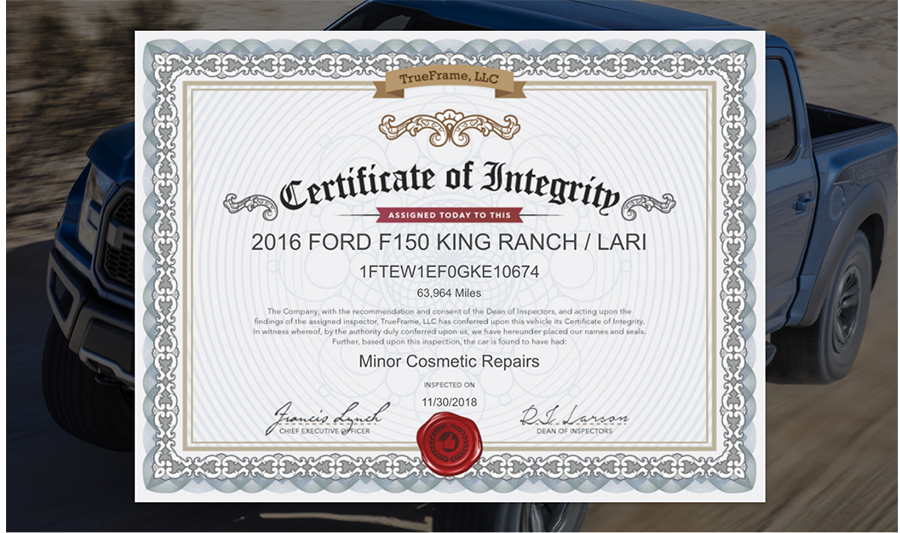 TrueFrame, LLC
Certificate of Integrity
ASSIGNED TODAY TO THIS
2016 FORD F150 KING RANCH / LARI
1FTEW1EF0GKE10674
63,964 Miles
The Company, with the recommendation and consent of the Dean of Inspectors, and acting upon the
findings of the assigned inspector, TrueFrame, LLC has conferred upon this vehicle its Certificate of Integrity.
In witness whereof, by the authority duly conferred upon us, we have hereunder placed our names and seals.
Further, based upon this inspection, the car is found to have had:
Minor Cosmetic Repairs
INSPECTED ON
11/30/2018
Francis Lynch
R.T. Larson
CHIEF EXECUTIVE OFFICER
DEAN OF INSPECTORS